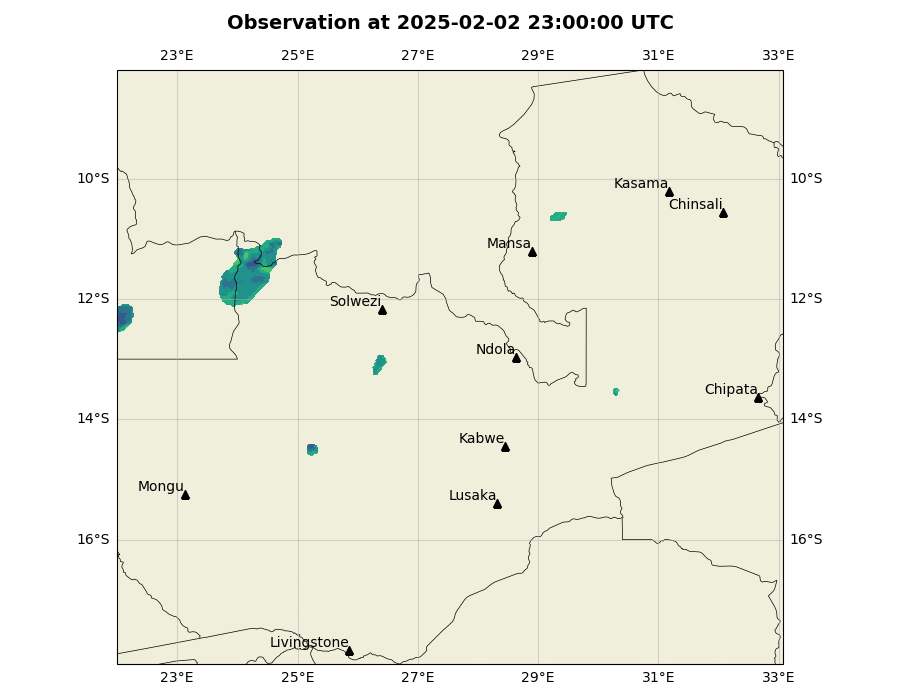 Observation at 2025-02-02 23:00:00 UTC
23°E 25°E 27°E 29°E 31°E 33°E
10°S 10°S
Kasama
Chinsali
Mansa
12°S 12°S
Solwezi
Ndola
Chipata
14°S 14°S
Kabwe
Mongu
Lusaka
16°S 16°S
Livingstone
23°E 25°E 27°E 29°E 31°E 33°E